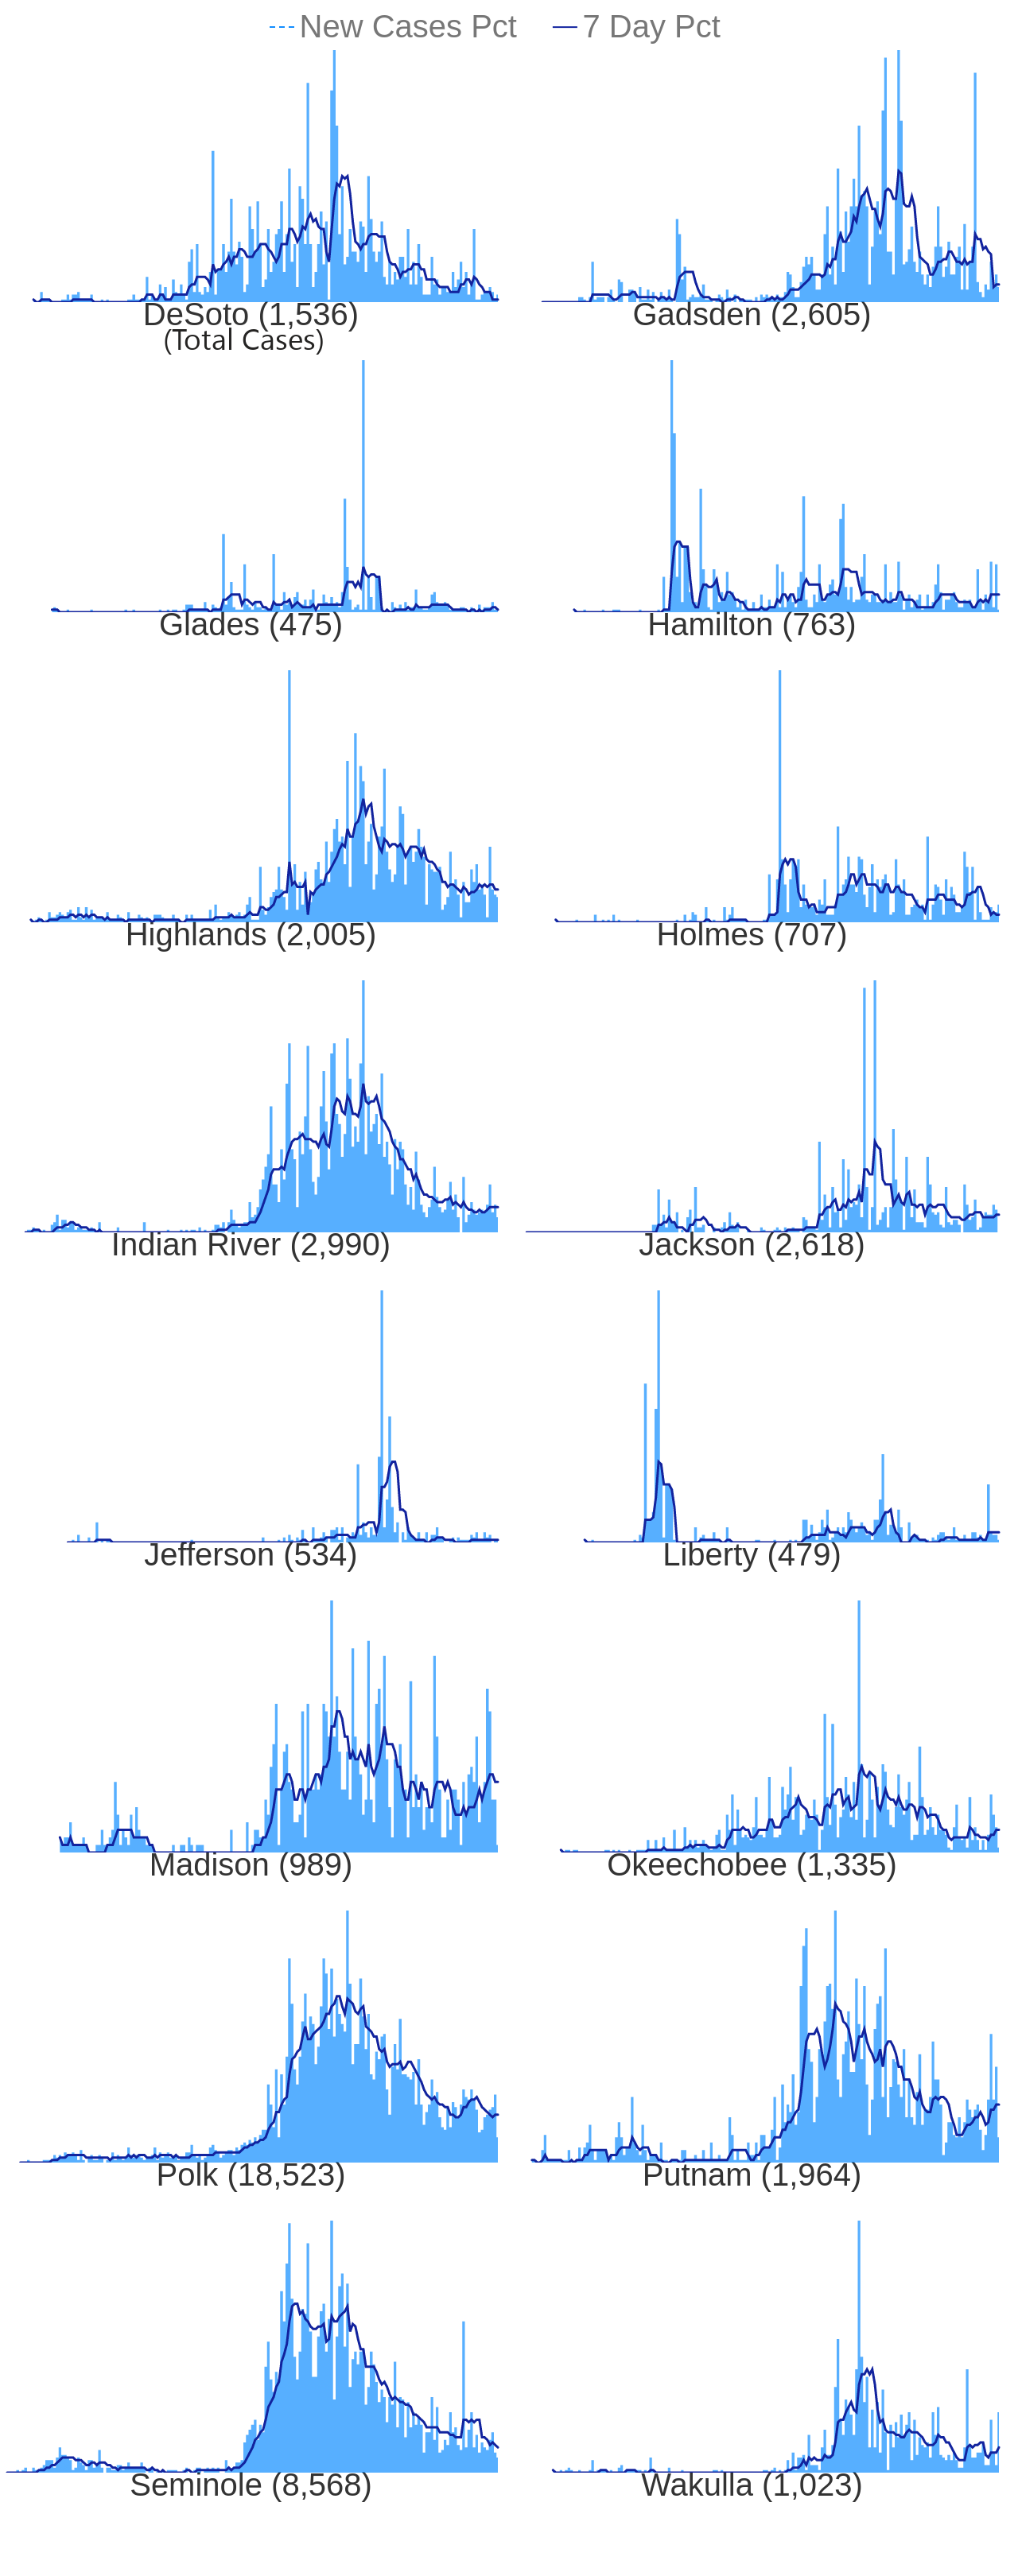 New Cases Pct 7 Day Pct
DeSoto (1,536) Gadsden (2,605)
(Total Cases)
Glades (475) Hamilton (763)
Highlands (2,005) Holmes (707)
Indian River (2,990) Jackson (2,618)
Jefferson (534) Liberty (479)
Madison (989) Okeechobee (1,335)
Polk (18,523) Putnam (1,964)
Seminole (8,568) Wakulla (1,023)